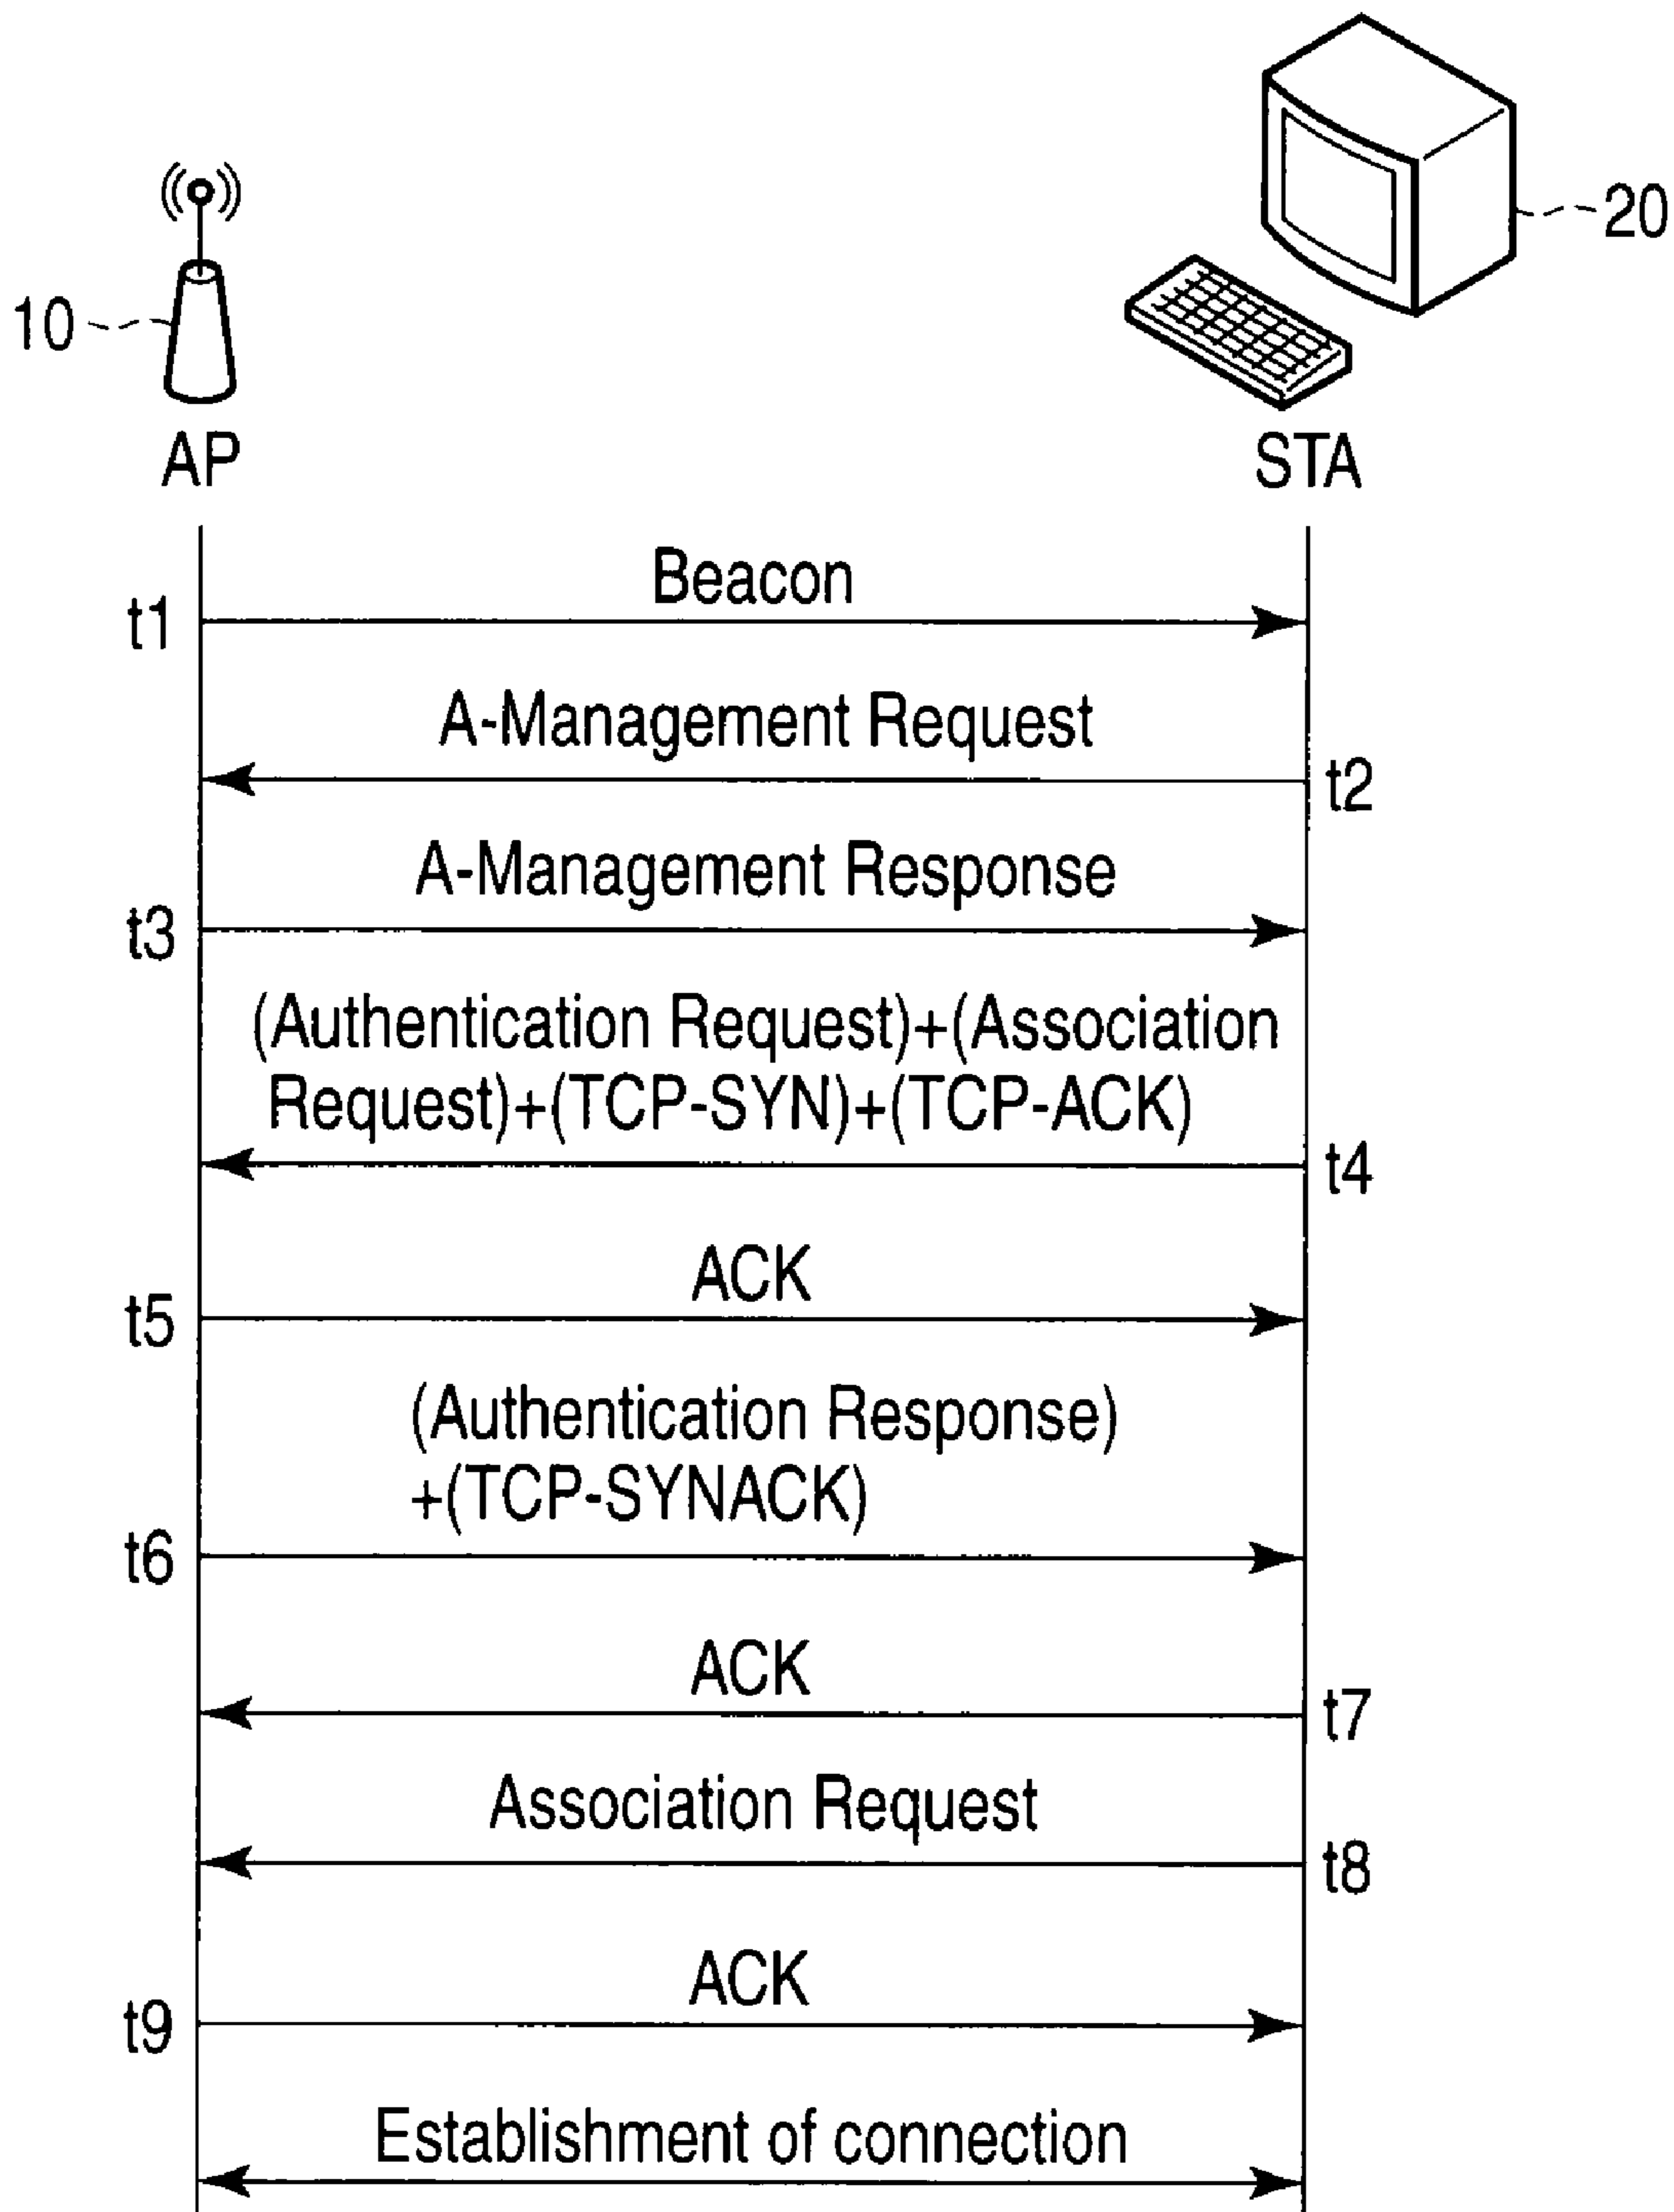 20
10
AP
STA
Beacon
t1
A-Management Request
t2
A-Management Response
t3
(Authentication Request)+(Association
Request)+(TCP-SYN)+(TCP-ACK)
t4
ACK
t5
(Authentication Response)
+(TCP-SYNACK)
t6
ACK
t7
Association Request
t8
ACK
t9
Establishment of connection